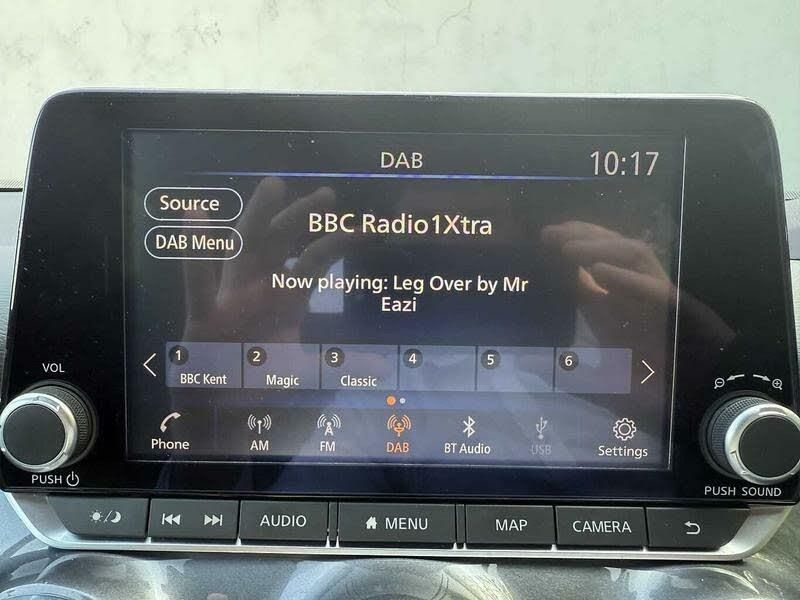 DAB
10:17
Source
DAB Menu
BBC Radio1Xtra
Now playing: Leg Over by Mr
Eazi
1
BBC Kent
2
Magic
3
Classic
4
5
6
Phone
AM
FM
DAB
BT Audio
USB
Settings
VOL
PUSH
PUSH SOUND
AUDIO
MENU
MAP
CAMERA